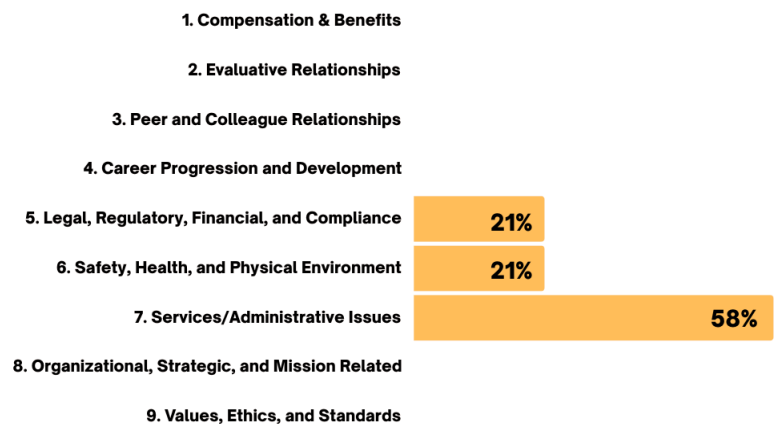 1. Compensation & Benefits
2. Evaluative Relationships
3. Peer and Colleague Relationships
4. Career Progression and Development
5. Legal, Regulatory, Financial, and Compliance 21%
6. Safety, Health, and Physical Environment 21%
7. Services/Administrative Issues 58%
8. Organizational, Strategic, and Mission Related
9. Values, Ethics, and Standards